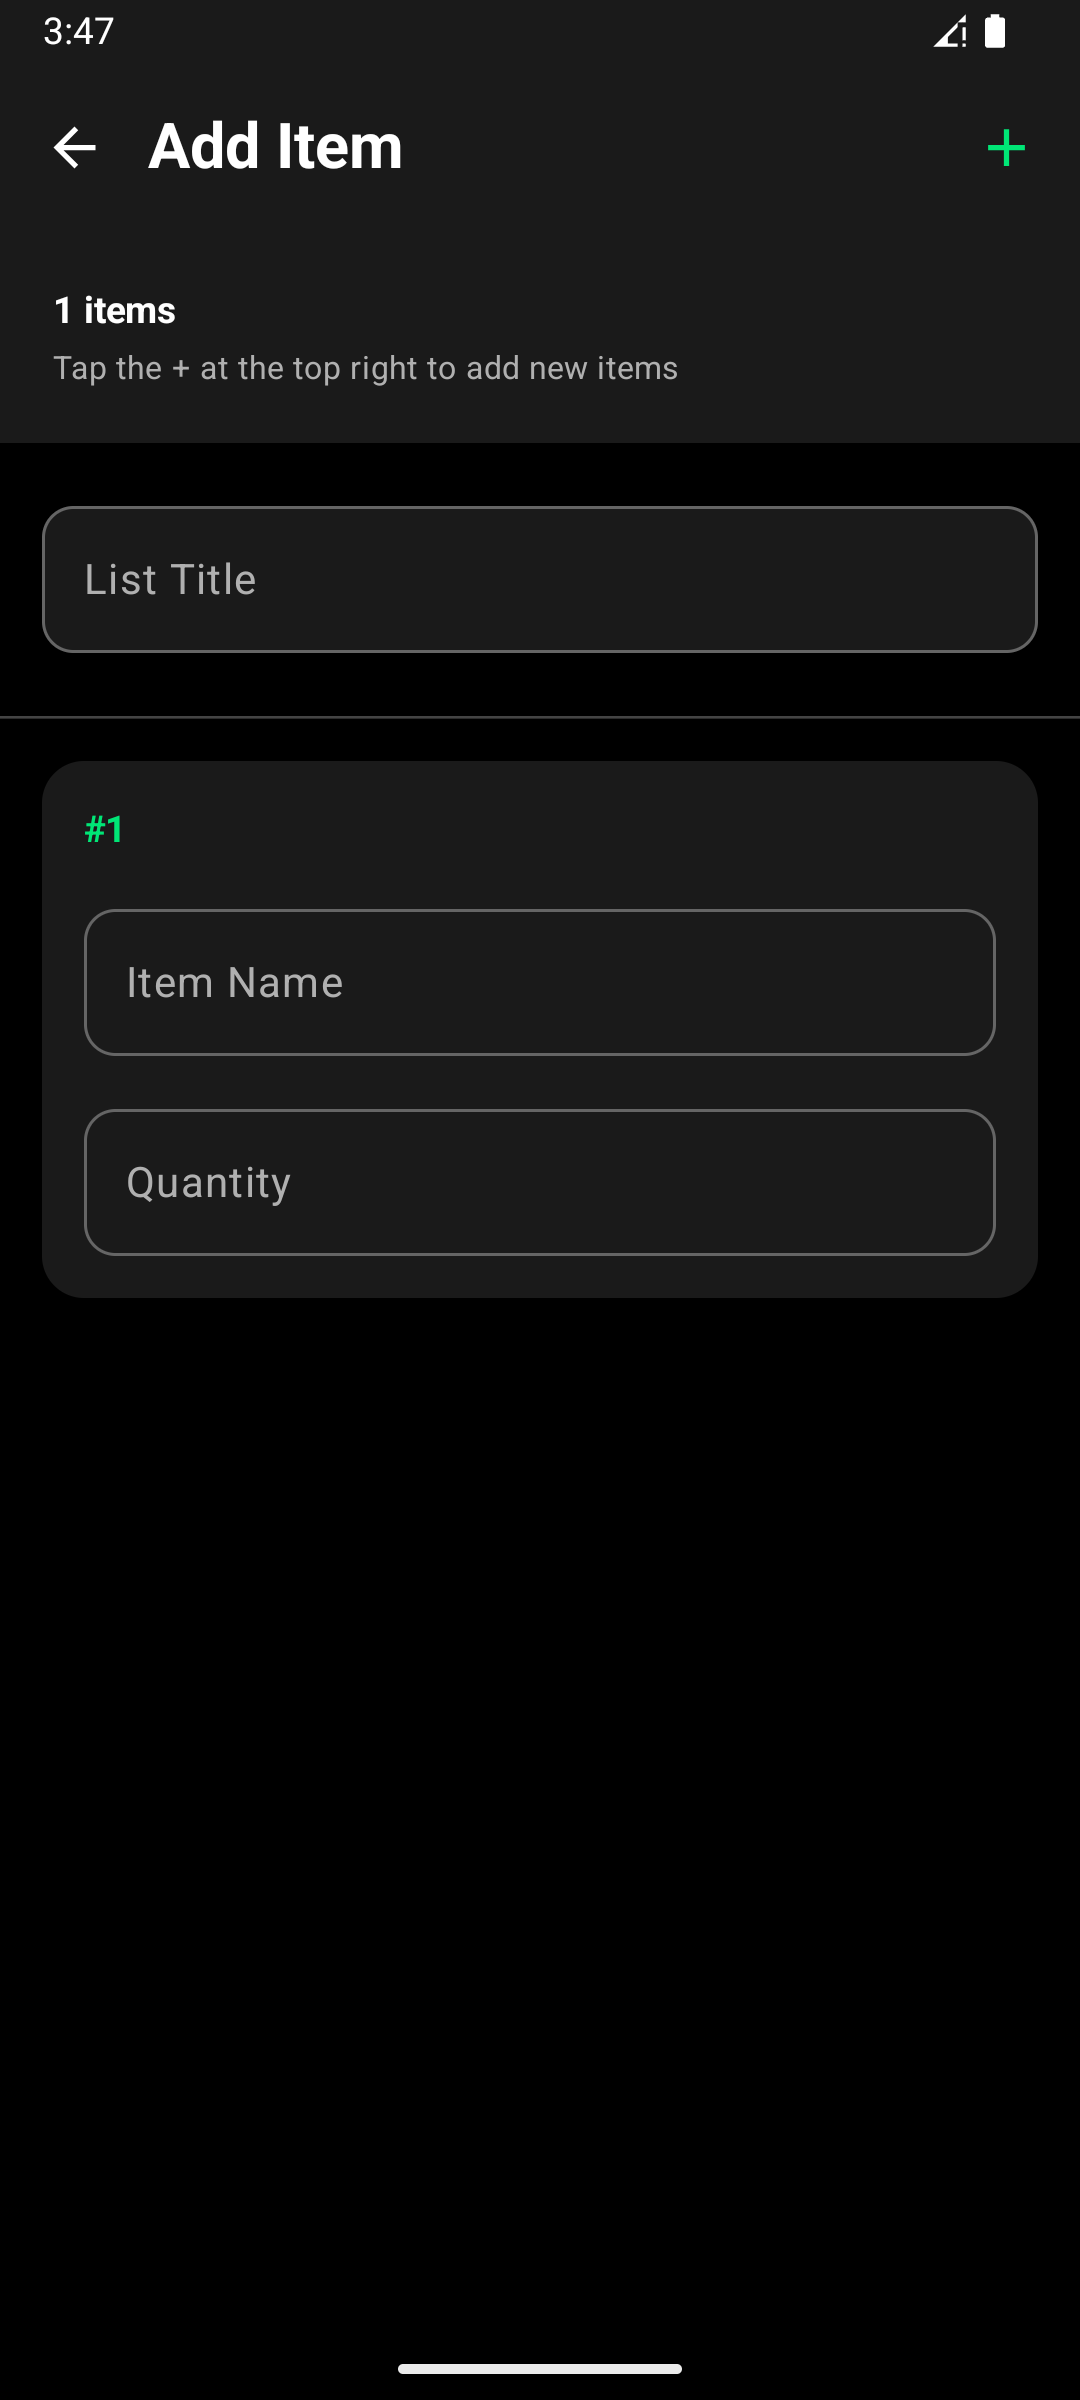 3:47
Add Item
1 items
Tap the + at the top right to add new items
List Title
#1
Item Name
Quantity